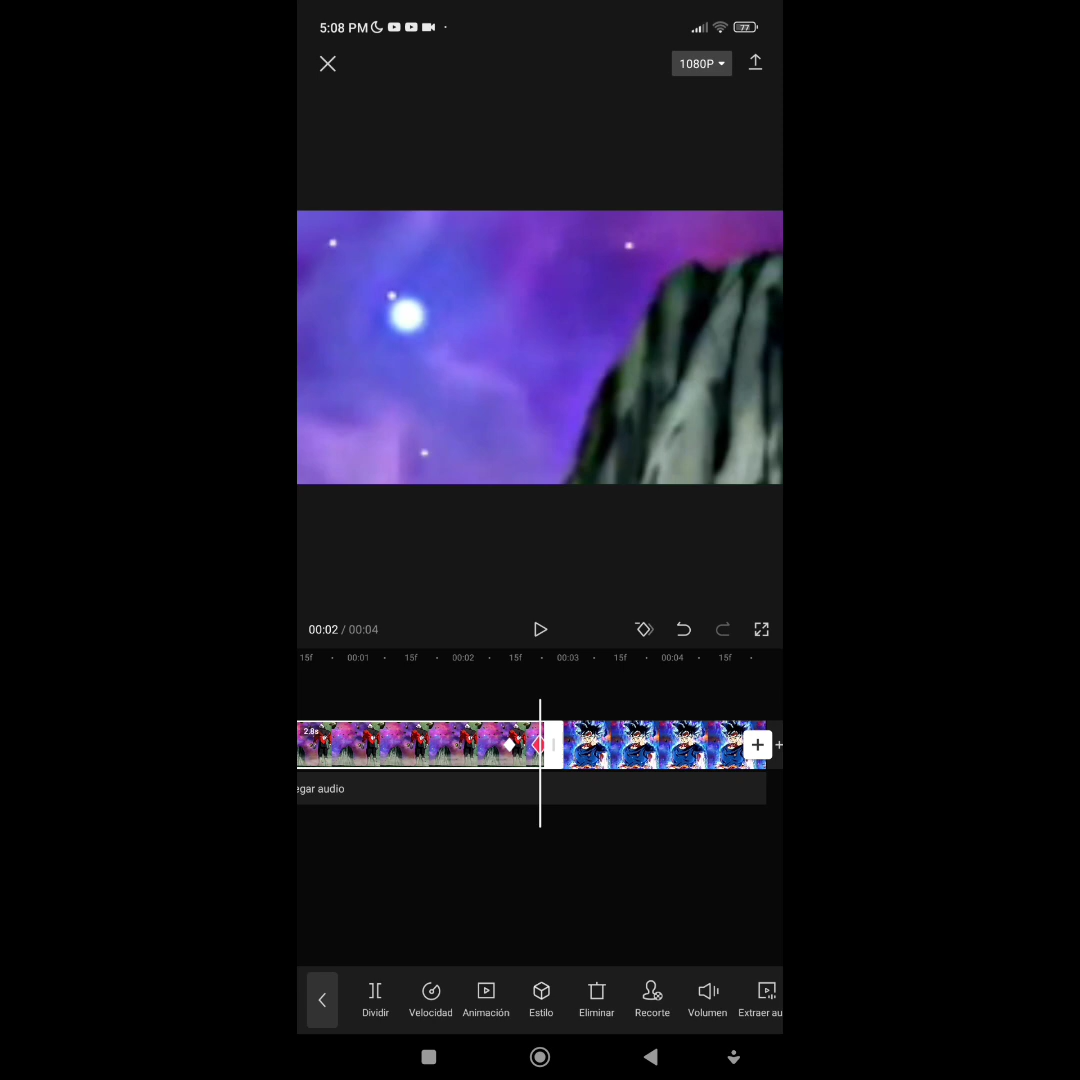 5:08 PM
77
1080P
00:02 / 00:04
15f 00:01 15f 00:02 15f 00:03 15f 00:04 15f
2.8s
egar audio
Dividir Velocidad Animación Estilo Eliminar Recorte Volumen Extraer au